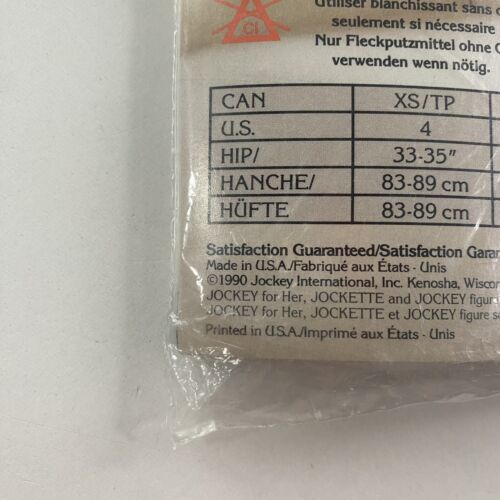 Cl
Utiliser blanchissant sans
seulement si nécessaire
Nur Fleckputzmittel ohne
verwenden wenn nötig.
CAN XS/TP
U.S. 4
HIP/ 33-35"
HANCHE/ 83-89 cm
HÜFTE 83-89 cm
Satisfaction Guaranteed/Satisfaction
Made in U.S.A./Fabriqué aux États - Unis
©1990 Jockey International, Inc. Kenosha,
JOCKEY for Her, JOCKETTE and JOCKEY figure
JOCKEY for Her, JOCKETTE et JOCKEY figure
Printed in U.S.A./Imprimé aux États - Unis